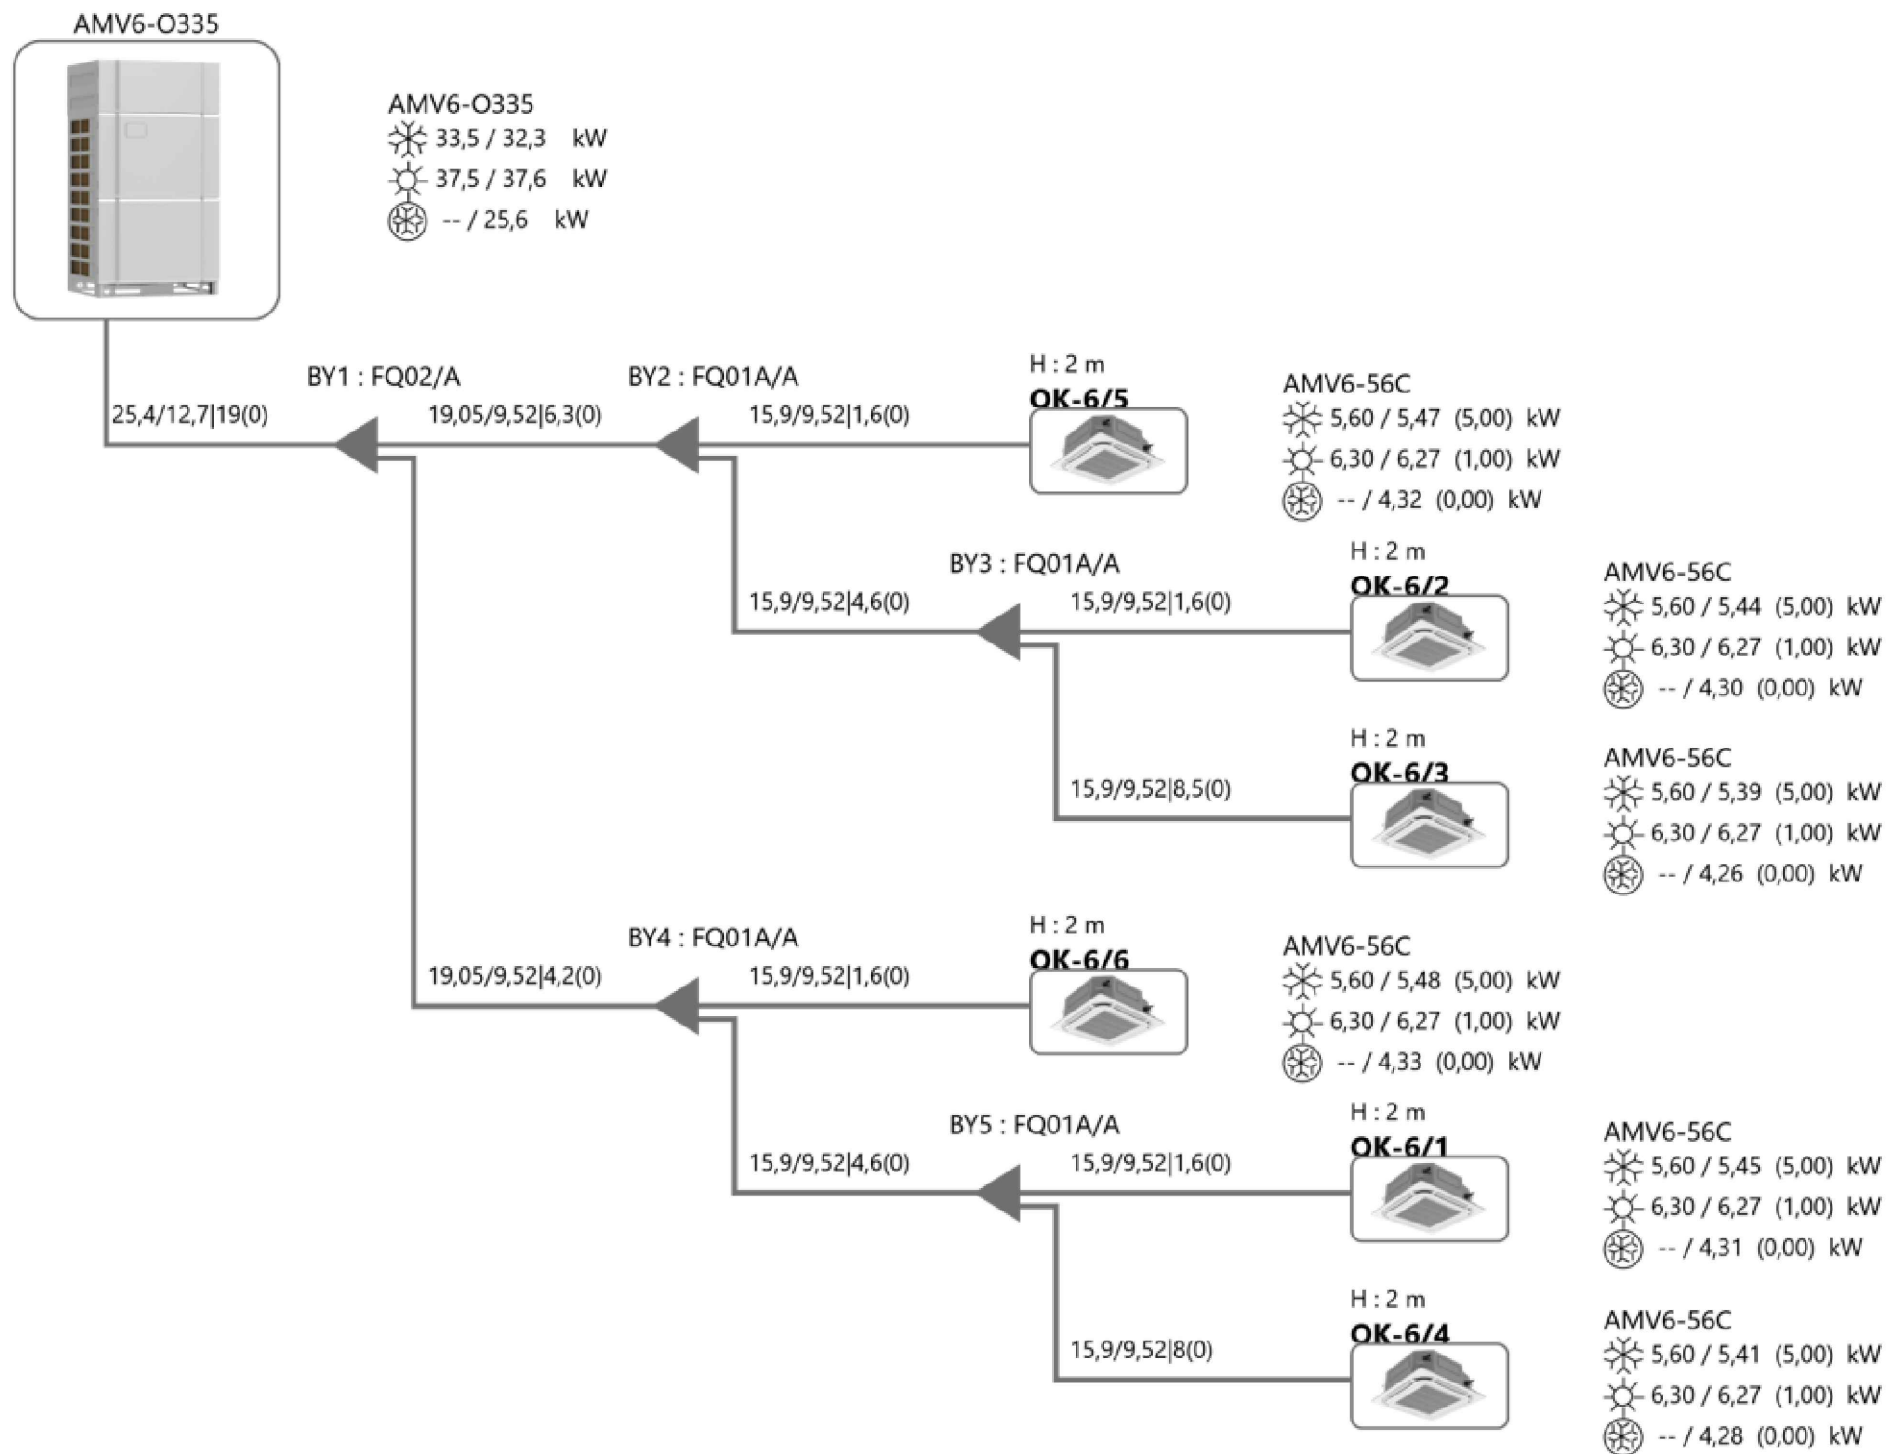 AMV6-O335
AMV6-O335
33,5 / 32,3 kW
37,5 / 37,6 kW
-- / 25,6 kW
BY1 : FQ02/A
BY2 : FQ01A/A
H : 2 m
OK-6/5
25,4/12,7|19(0)
19,05/9,52|6,3(0)
15,9/9,52|1,6(0)
AMV6-56C
5,60 / 5,47 (5,00) kW
6,30 / 6,27 (1,00) kW
-- / 4,32 (0,00) kW
BY3 : FQ01A/A
H : 2 m
OK-6/2
15,9/9,52|4,6(0)
15,9/9,52|1,6(0)
AMV6-56C
5,60 / 5,44 (5,00) kW
6,30 / 6,27 (1,00) kW
-- / 4,30 (0,00) kW
H : 2 m
OK-6/3
15,9/9,52|8,5(0)
AMV6-56C
5,60 / 5,39 (5,00) kW
6,30 / 6,27 (1,00) kW
-- / 4,26 (0,00) kW
BY4 : FQ01A/A
H : 2 m
OK-6/6
19,05/9,52|4,2(0)
15,9/9,52|1,6(0)
AMV6-56C
5,60 / 5,48 (5,00) kW
6,30 / 6,27 (1,00) kW
-- / 4,33 (0,00) kW
BY5 : FQ01A/A
H : 2 m
OK-6/1
15,9/9,52|4,6(0)
15,9/9,52|1,6(0)
AMV6-56C
5,60 / 5,45 (5,00) kW
6,30 / 6,27 (1,00) kW
-- / 4,31 (0,00) kW
H : 2 m
OK-6/4
15,9/9,52|8(0)
AMV6-56C
5,60 / 5,41 (5,00) kW
6,30 / 6,27 (1,00) kW
-- / 4,28 (0,00) kW